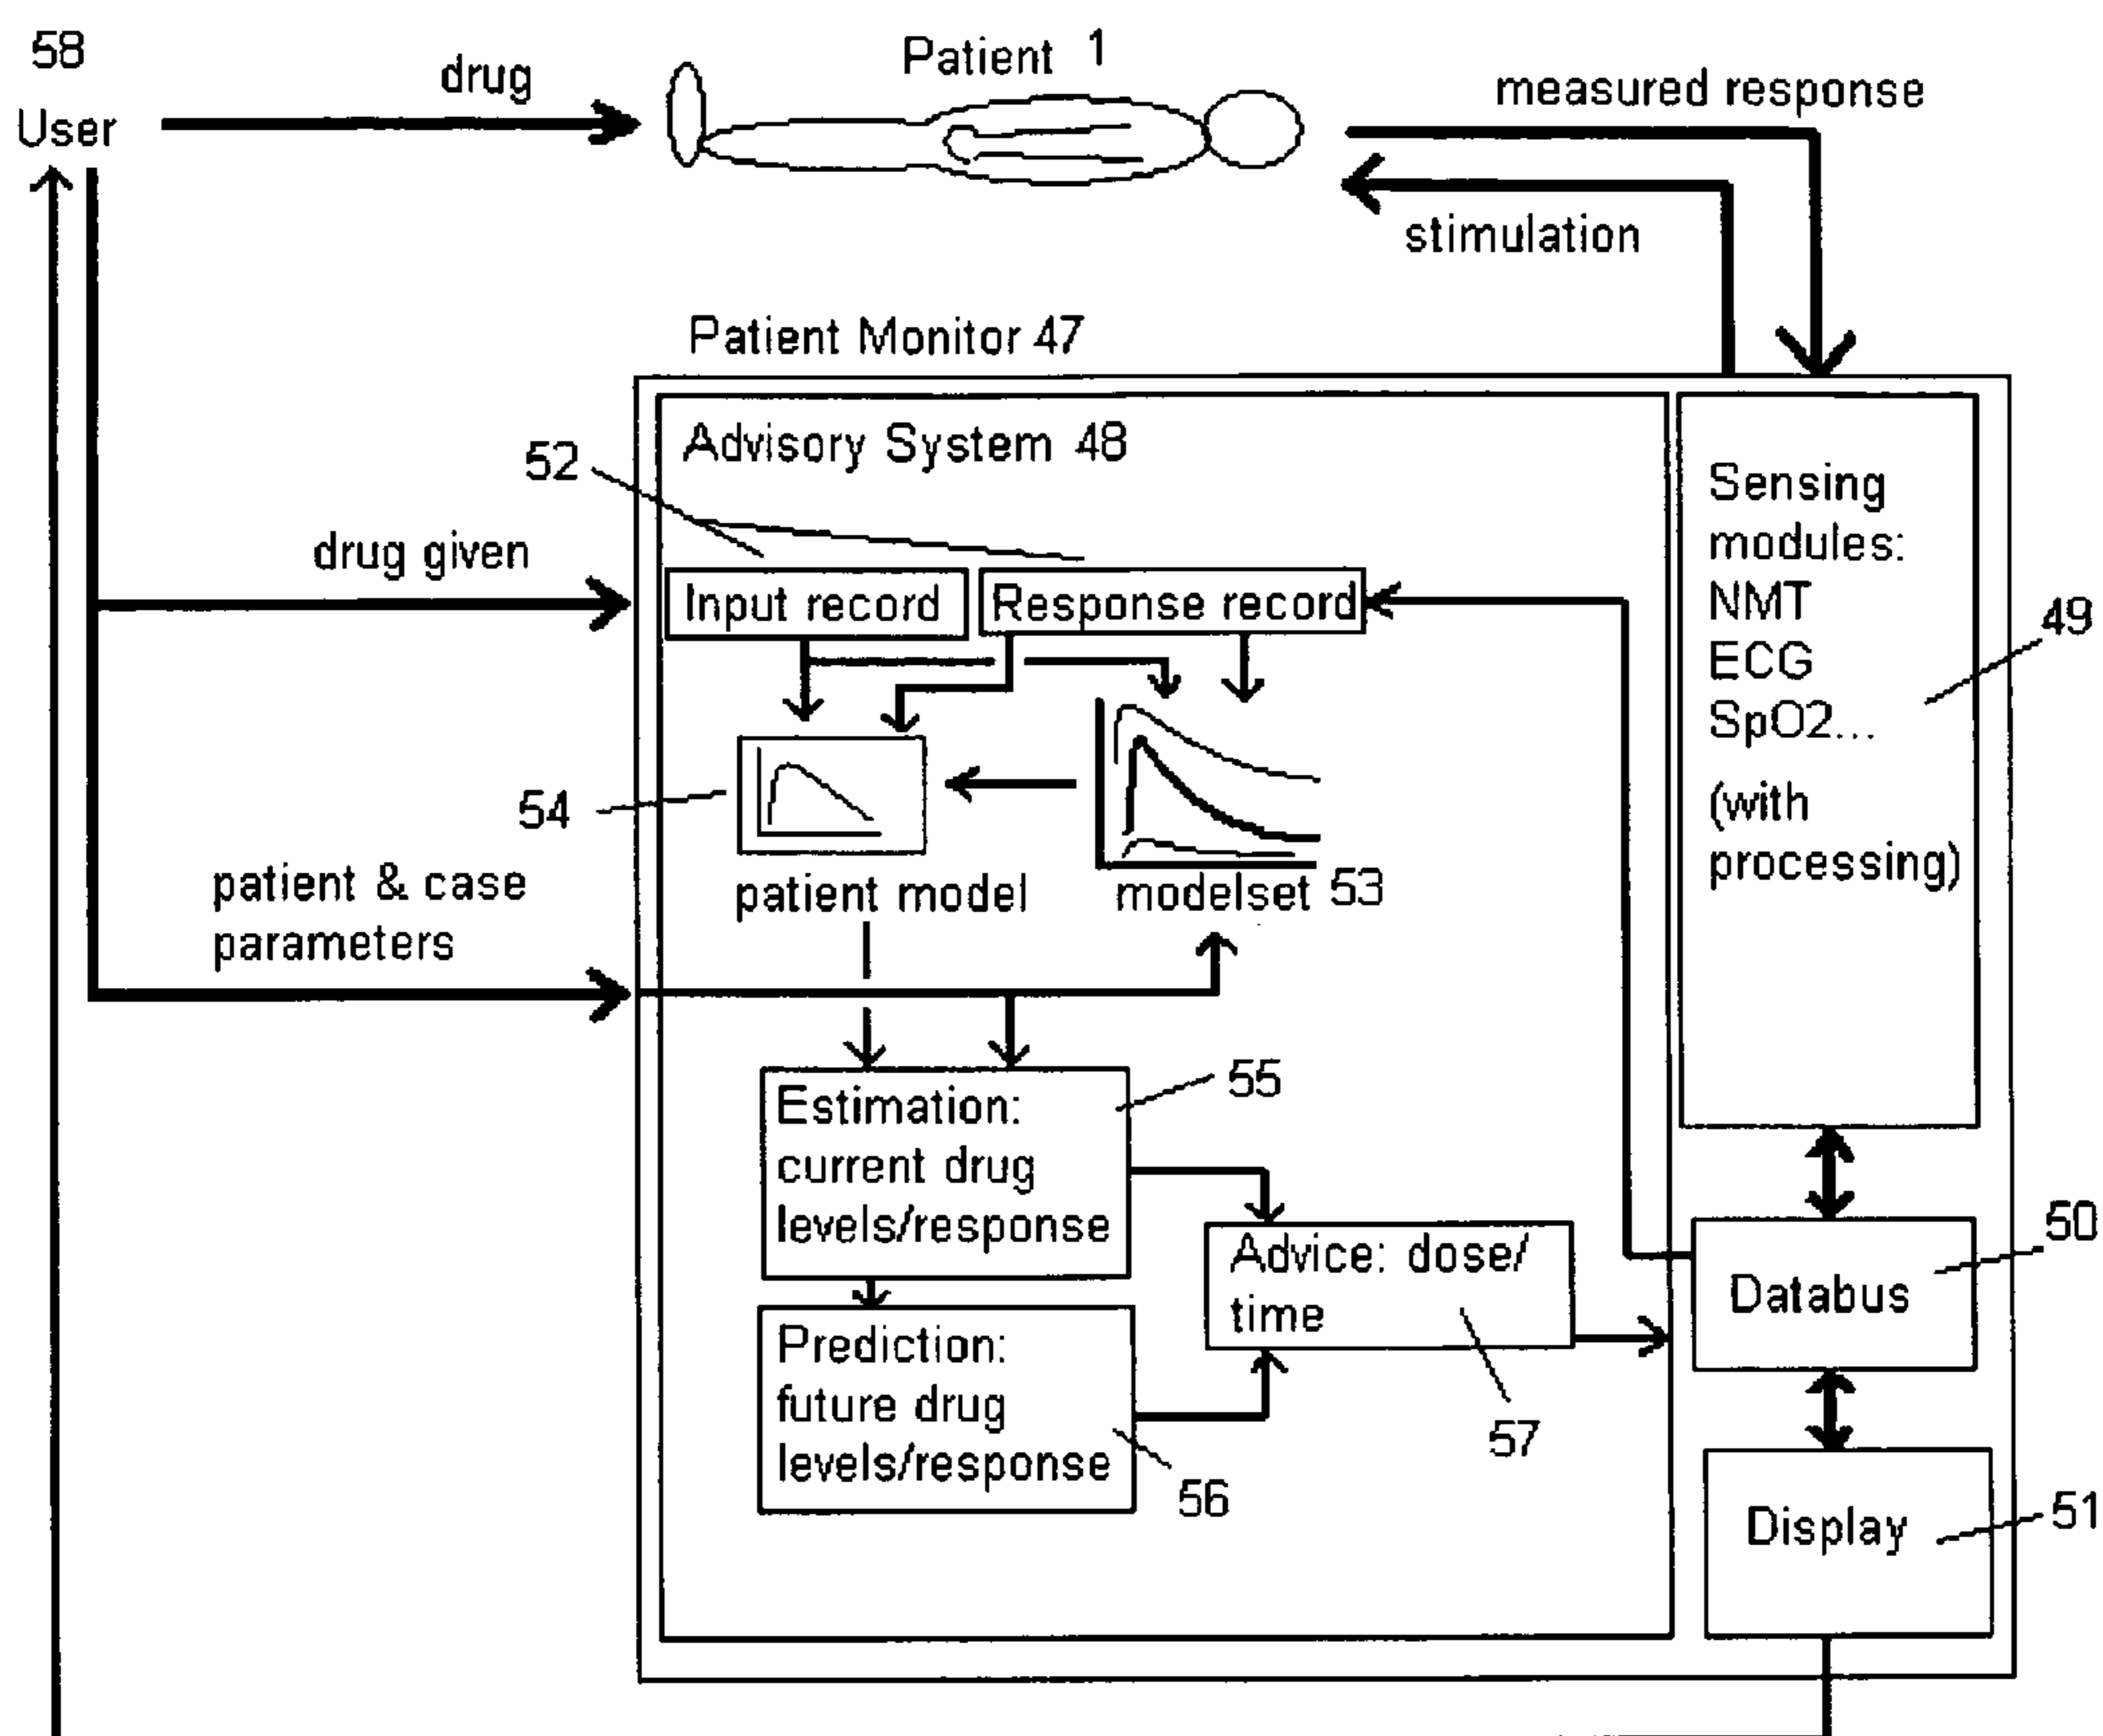 58
User
drug
Patient 1
measured response
stimulation
Patient Monitor 47
Advisory System 48
52
drug given
Input record
Response record
Sensing
modules:
NMT
ECG
SpO2...
(with
processing)
49
54
patient model
modelset 53
patient & case
parameters
Estimation:
current drug
levels/response
55
Prediction:
future drug
levels/response
56
Advice: dose/
time
57
Databus
50
Display
51